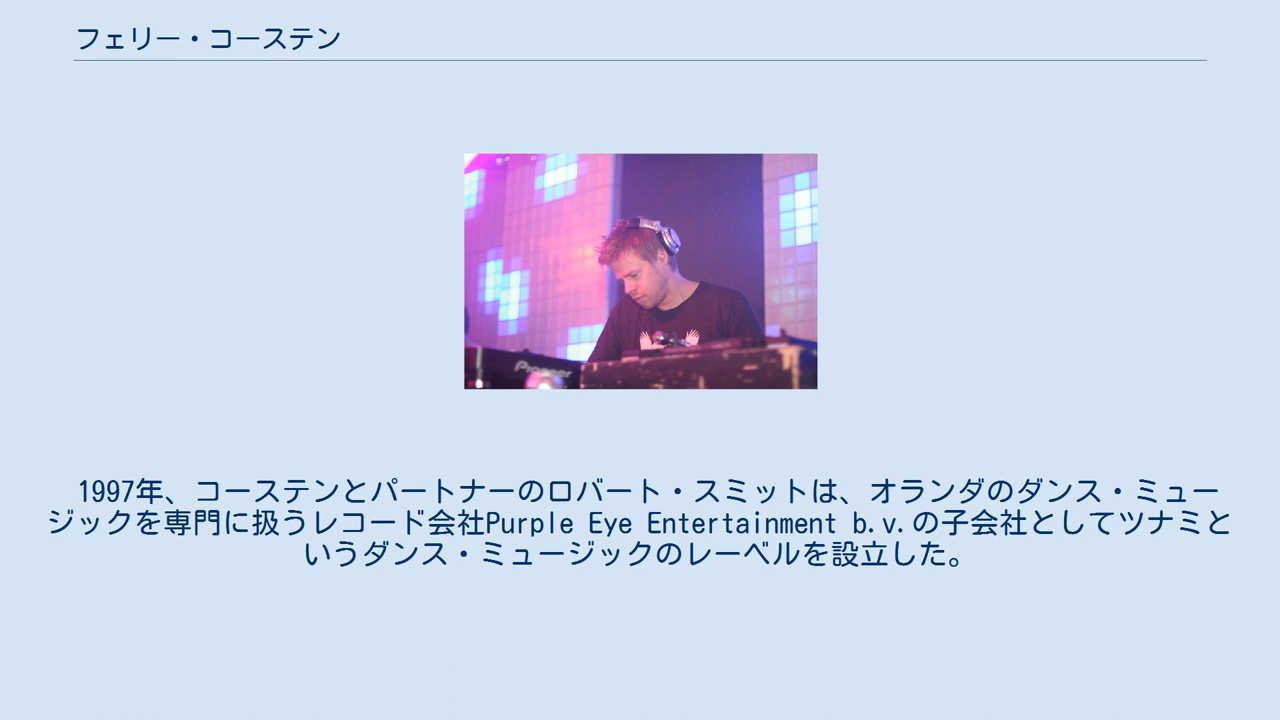 フェリー・コーステン
Pioneer
1997年、コーステンとパートナーのロバート・スミットは、オランダのダンス・ミュー
ジックを専門に扱うレコード会社Purple Eye Entertainment b.v.の子会社としてツナミと
いうダンス・ミュージックのレーベルを設立した。